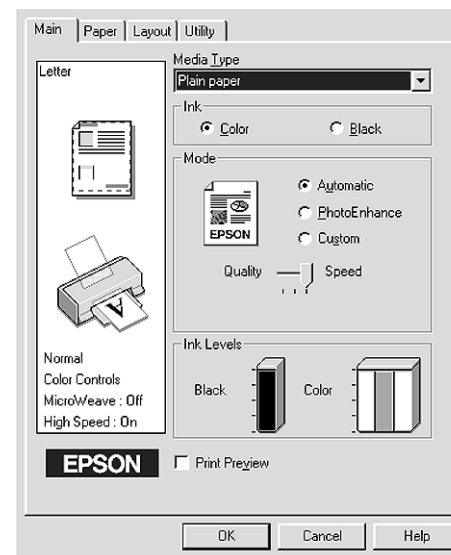 Main Paper Layout Utility
Letter
Media Type
Plain paper
Ink
Color Black
Mode
EPSON
Automatic
PhotoEnhance
Custom
Quality Speed
A
Normal
Color Controls
MicroWeave : Off
High Speed : On
Ink Levels
Black Color
EPSON
Print Preview
OK Cancel Help